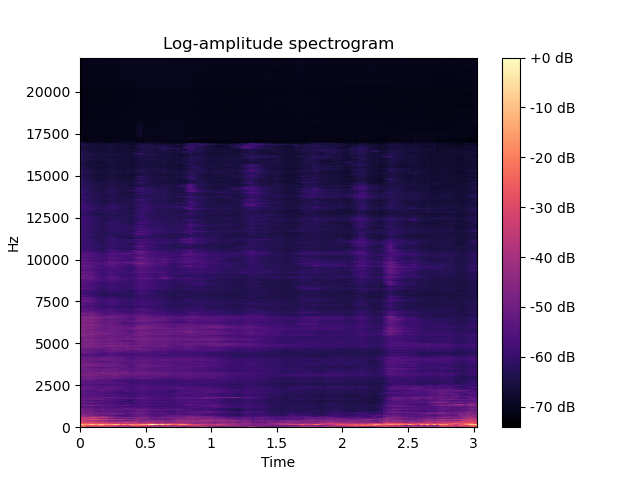 Log-amplitude spectrogram
Hz
20000
17500
15000
12500
10000
7500
5000
2500
0
0 0.5 1 1.5 2 2.5 3
Time
+0 dB
-10 dB
-20 dB
-30 dB
-40 dB
-50 dB
-60 dB
-70 dB